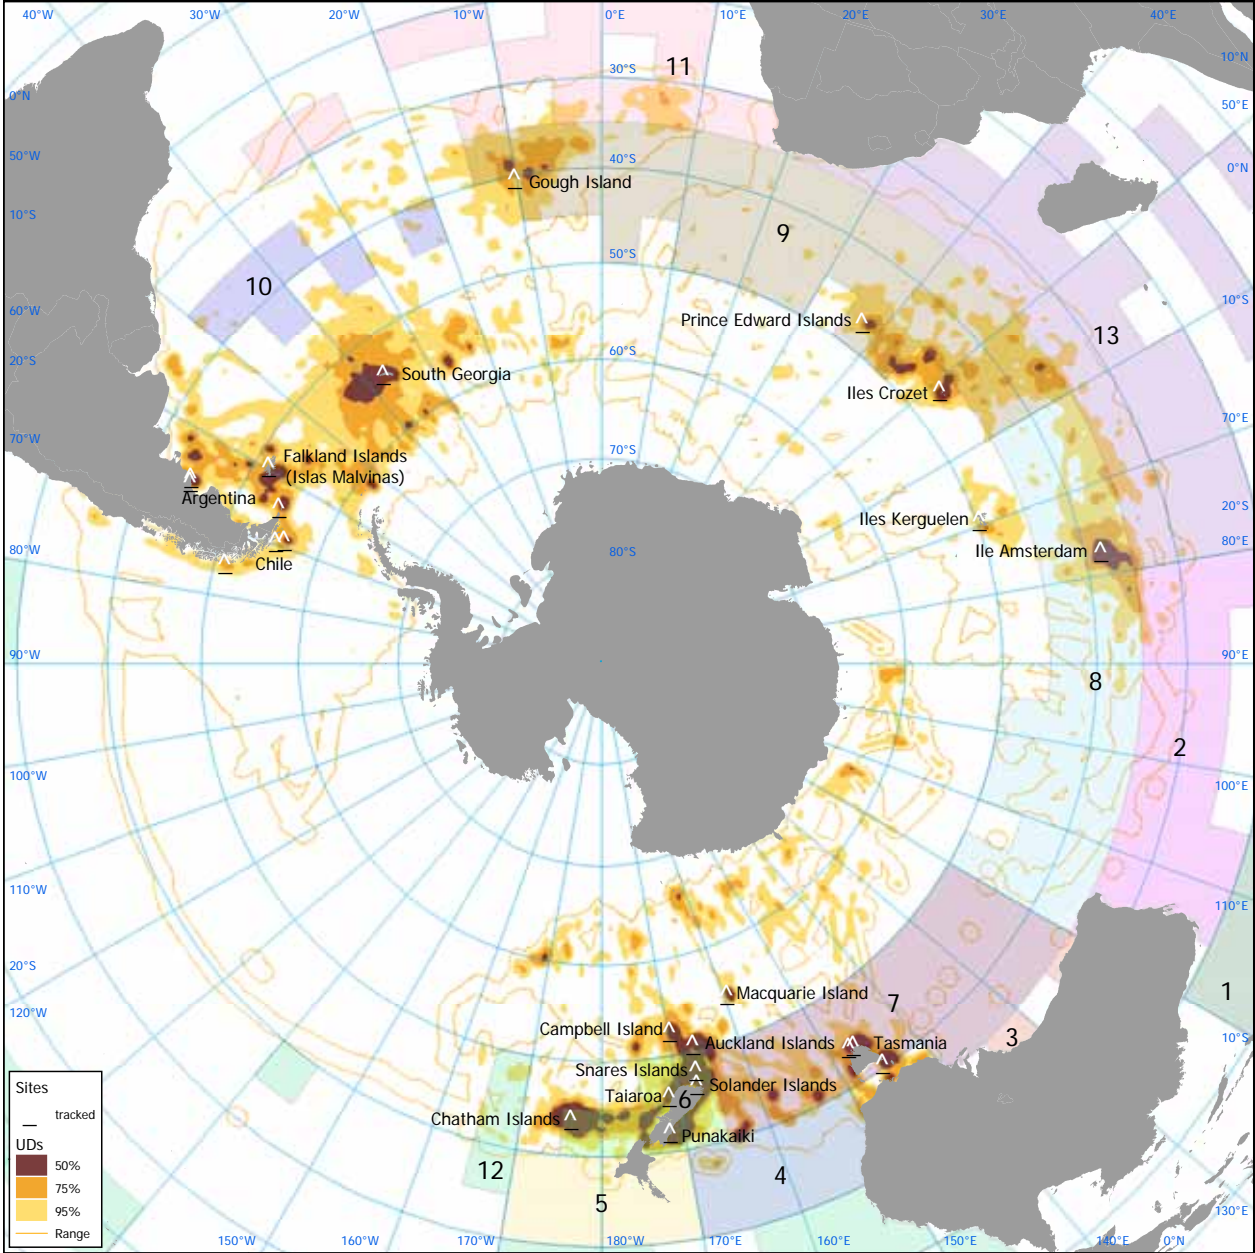 40°W
30°W
20°W
10°W
0°E
10°E
20°E
30°E
40°E
10°N
11
30°S
0°N
50°E
50°W
40°S
0°N
Gough Island
10°S
9
50°S
10
10°S
60°W
Prince Edward Islands
13
60°S
20°S
South Georgia
Iles Crozet
70°E
70°W
70°S
Falkland Islands
(Islas Malvinas)
Argentina
20°S
Iles Kerguelen
80°E
80°W
80°S
Ile Amsterdam
Chile
90°W
90°E
8
2
100°W
100°E
110°W
110°E
20°S
Macquarie Island
1
7
120°W
Campbell Island
Auckland Islands
Tasmania
3
10°S
Snares Islands
Solander Islands
Taiaroa
6
Chatham Islands
Punakaiki
12
4
5
130°E
Sites
tracked
UDs
50%
75%
95%
Range
150°W
160°W
170°W
180°W
170°E
160°E
150°E
140°E
0°N